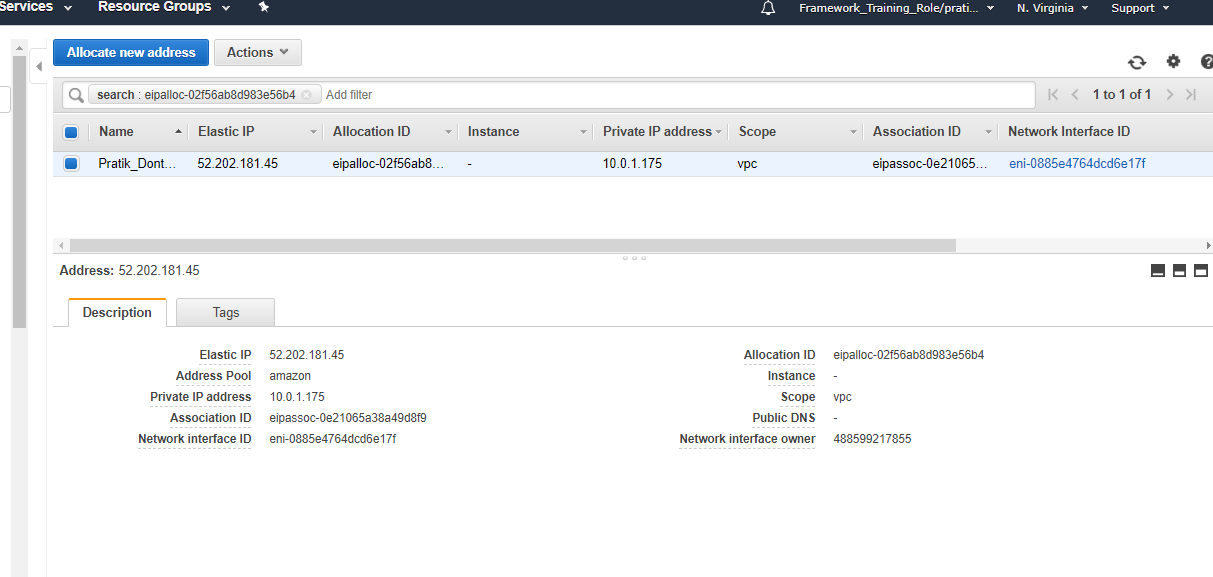 Services Resource Groups Framework_Training_Role/prati... N. Virginia Support
Allocate new address Actions
search : eipalloc-02f56ab8d983e56b4 Add filter 1 to 1 of 1
Name Elastic IP Allocation ID Instance Private IP address Scope Association ID Network Interface ID
Pratik_Dont... 52.202.181.45 eipalloc-02f56ab8... - 10.0.1.175 vpc eipassoc-0e21065... eni-0885e4764dcd6e17f
Address: 52.202.181.45
Description Tags
Elastic IP 52.202.181.45 Allocation ID eipalloc-02f56ab8d983e56b4
Address Pool amazon Instance -
Private IP address 10.0.1.175 Scope vpc
Association ID eipassoc-0e21065a38a49d8f9 Public DNS -
Network interface ID eni-0885e4764dcd6e17f Network interface owner 488599217855